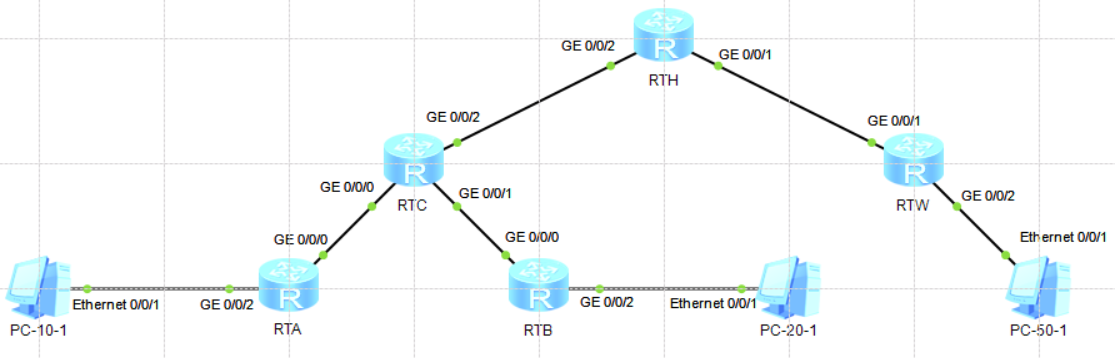 GE 0/0/2
GE 0/0/1
R
RTH
GE 0/0/2
GE 0/0/1
R
R
GE 0/0/0
GE 0/0/1
GE 0/0/2
RTC
RTW
GE 0/0/0
GE 0/0/0
Ethernet 0/0/1
R
R
Ethernet 0/0/1
GE 0/0/2
GE 0/0/2
Ethernet 0/0/1
PC-10-1
RTA
RTB
PC-20-1
PC-50-1